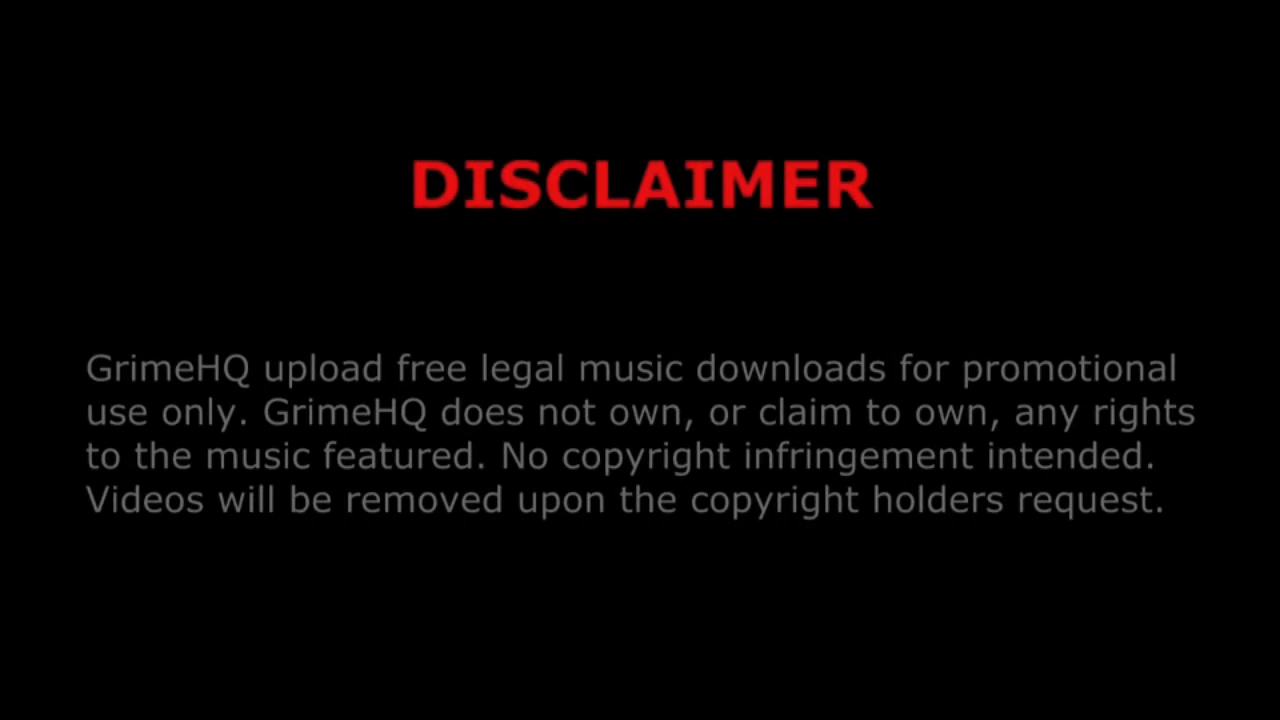 DISCLAIMER
GrimeHQ upload free legal music downloads for promotional
use only. GrimeHQ does not own, or claim to own, any rights
to the music featured. No copyright infringement intended.
Videos will be removed upon the copyright holders request.